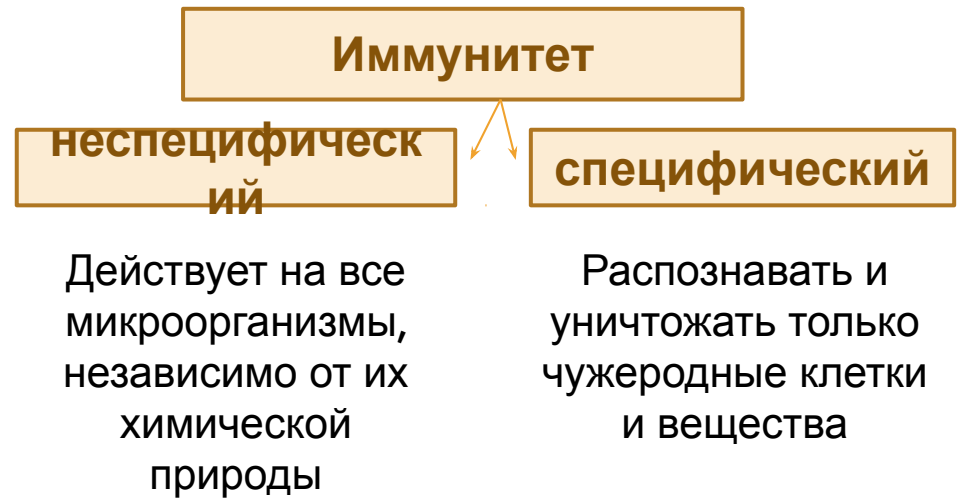 Иммунитет
неспецифическ
ий
специфический
Действует на все
микроорганизмы,
независимо от их
химической
природы
Распознавать и
уничтожать только
чужеродные клетки
и вещества